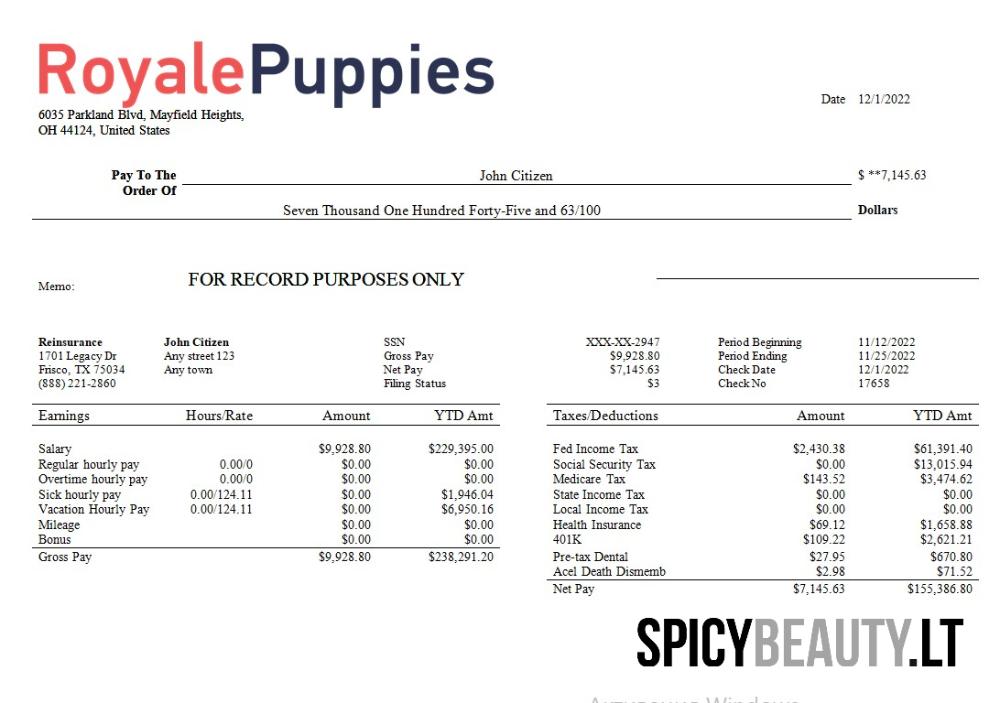 RoyalePuppies
6035 Parkland Blvd, Mayfield Heights,
OH 44124, United States
Date 12/1/2022
Pay To The
Order Of
John Citizen
$ **7,145.63
Seven Thousand One Hundred Forty-Five and 63/100
Dollars
Memo:
FOR RECORD PURPOSES ONLY
Reinsurance John Citizen SSN XXX-XX-2947 Period Beginning 11/12/2022
1701 Legacy Dr Any street 123 Gross Pay $9,928.80 Period Ending 11/25/2022
Frisco, TX 75034 Any town Net Pay $7,145.63 Check Date 12/1/2022
(888) 221-2860 Filing Status $3 Check No 17658
Earnings Hours/Rate Amount YTD Amt Taxes/Deductions Amount YTD Amt
Salary $9,928.80 $229,395.00 Fed Income Tax $2,430.38 $61,391.40
Regular hourly pay 0.00/0 $0.00 $0.00 Social Security Tax $0.00 $13,015.94
Overtime hourly pay 0.00/0 $0.00 $0.00 Medicare Tax $143.52 $3,474.62
Sick hourly pay 0.00/124.11 $0.00 $1,946.04 State Income Tax $0.00 $0.00
Vacation Hourly Pay 0.00/124.11 $0.00 $6,950.16 Local Income Tax $0.00 $0.00
Mileage $0.00 $0.00 Health Insurance $69.12 $1,658.88
Bonus $0.00 $0.00 401K $109.22 $2,621.21
Gross Pay $9,928.80 $238,291.20 Pre-tax Dental $27.95 $670.80
Acel Death Dismemb $2.98 $71.52
Net Pay $7,145.63 $155,386.80
SPICYBEAUTY.LT
Windows